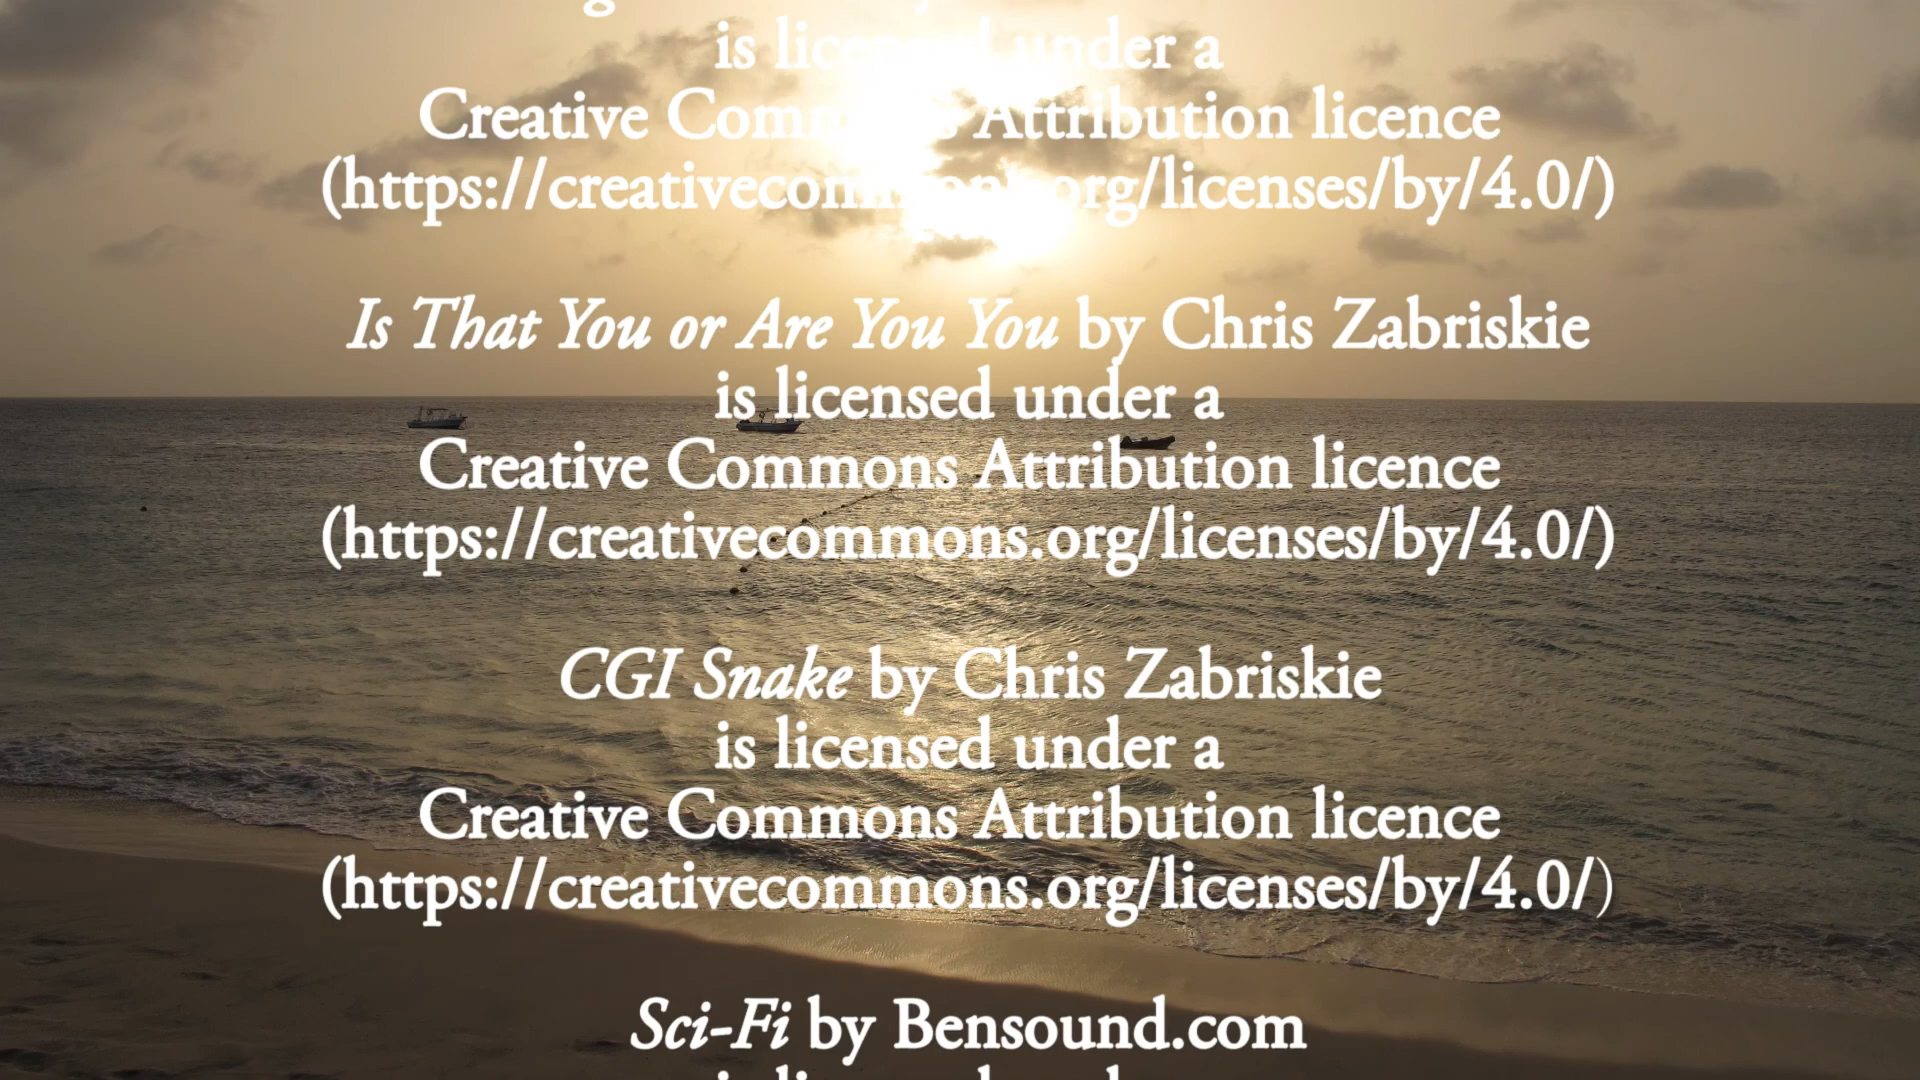 is licensed under a
Creative Commons Attribution licence
(https://creativecommons.org/licenses/by/4.0/)
Is That You or Are You You by Chris Zabriskie
is licensed under a
Creative Commons Attribution licence
(https://creativecommons.org/licenses/by/4.0/)
CGI Snake by Chris Zabriskie
is licensed under a
Creative Commons Attribution licence
(https://creativecommons.org/licenses/by/4.0/)
Sci-Fi by Bensound.com